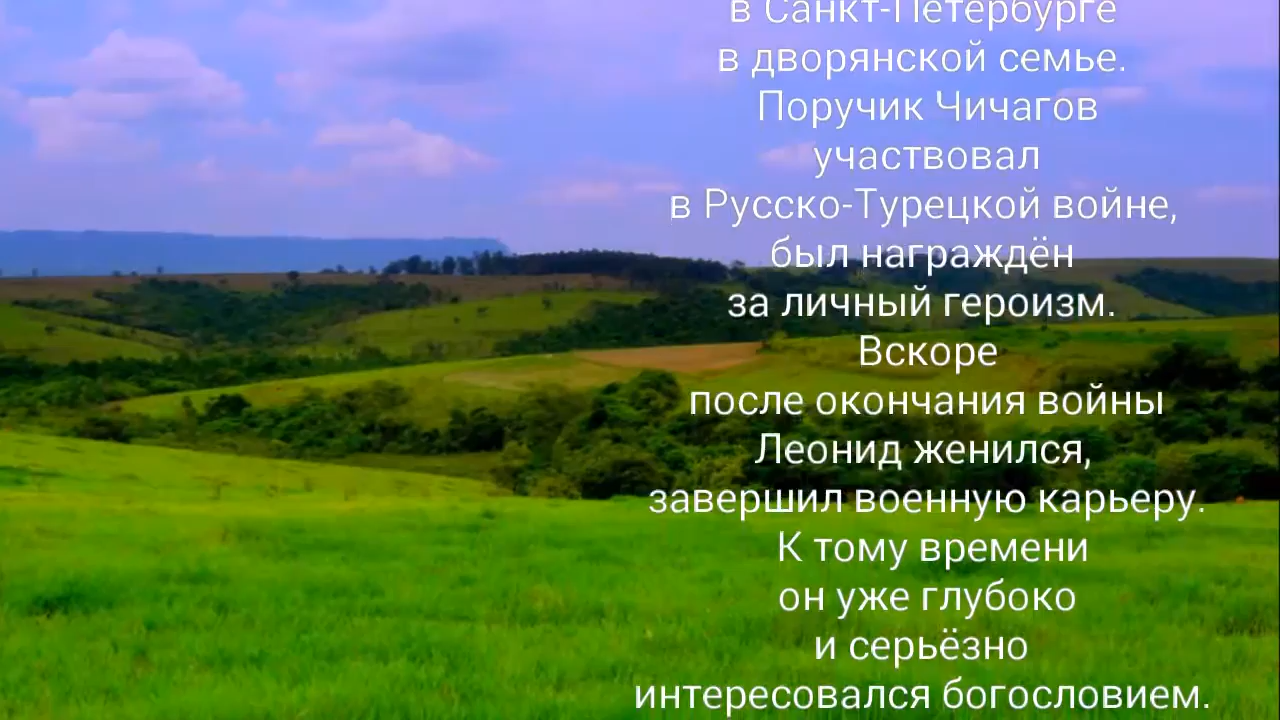 в Санкт-Петербурге
в дворянской семье.
Поручик Чичагов
участвовал
в Русско-Турецкой войне,
был награждён
за личный героизм.
Вскоре
после окончания войны
Леонид женился,
завершил военную карьеру.
К тому времени
он уже глубоко
и серьёзно
интересовался богословием.